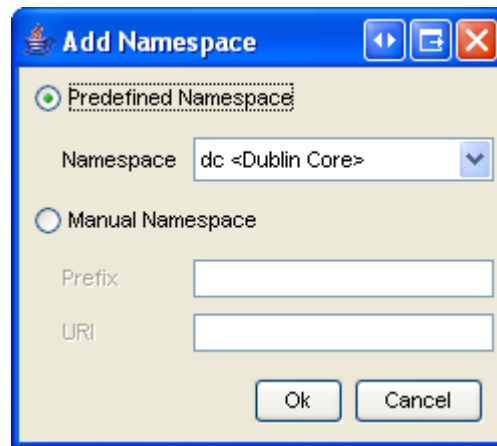 Add Namespace
Predefined Namespace
Namespace dc <Dublin Core>
Manual Namespace
Prefix
URI
Ok Cancel